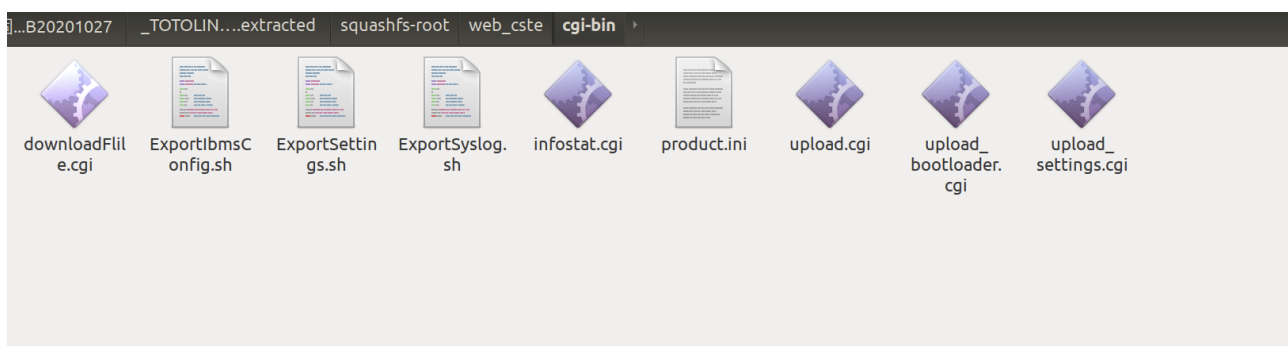 ...B20201027 _TOTOLIN....extracted squashfs-root web_cste cgi-bin
downloadFlil ExportIbmsC ExportSettin ExportSyslog. infostat.cgi product.ini upload.cgi upload_ upload_
e.cgi onfig.sh gs.sh sh bootloader. settings.cgi
cgi